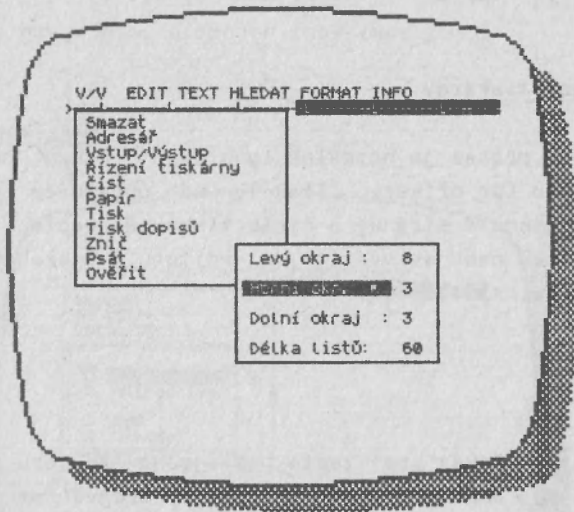 V/V EDIT TEXT HLEDAT FORMAT INFO
Smazat
Adresář
Vstup/Výstup
Řízení tiskárny
Číst
Papír
Tisk
Tisk dopisů
Znič
Psát
Ověřit
Levý okraj 8
3
Dolní okraj : 3
Délka listů: 60